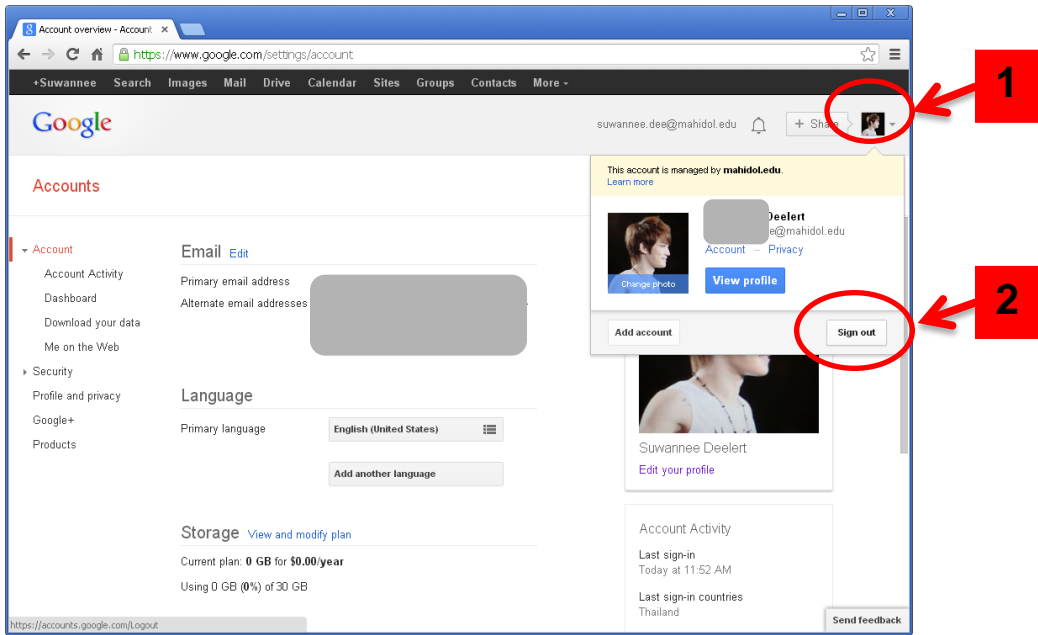 Account overview - Account
https://www.google.com/settings/account
+Suwannee Search Images Mail Drive Calendar Sites Groups Contacts More
1
Google
suwannee.dee@mahidol.edu
+ Share
This account is managed by mahidol.edu.
Learn more
Accounts
Deelert
e@mahidol.edu
Account – Privacy
Change photo
View profile
Add account
Sign out
2
Account
Account Activity
Dashboard
Download your data
Me on the Web
Security
Profile and privacy
Google+
Products
Email Edit
Primary email address
Alternate email addresses
Language
Primary language
English (United States)
Add another language
Storage View and modify plan
Current plan: 0 GB for $0.00/year
Using 0 GB (0%) of 30 GB
Suwannee Deelert
Edit your profile
Account Activity
Last sign-in
Today at 11:52 AM
Last sign-in countries
Thailand
Send feedback
https://accounts.google.com/Logout